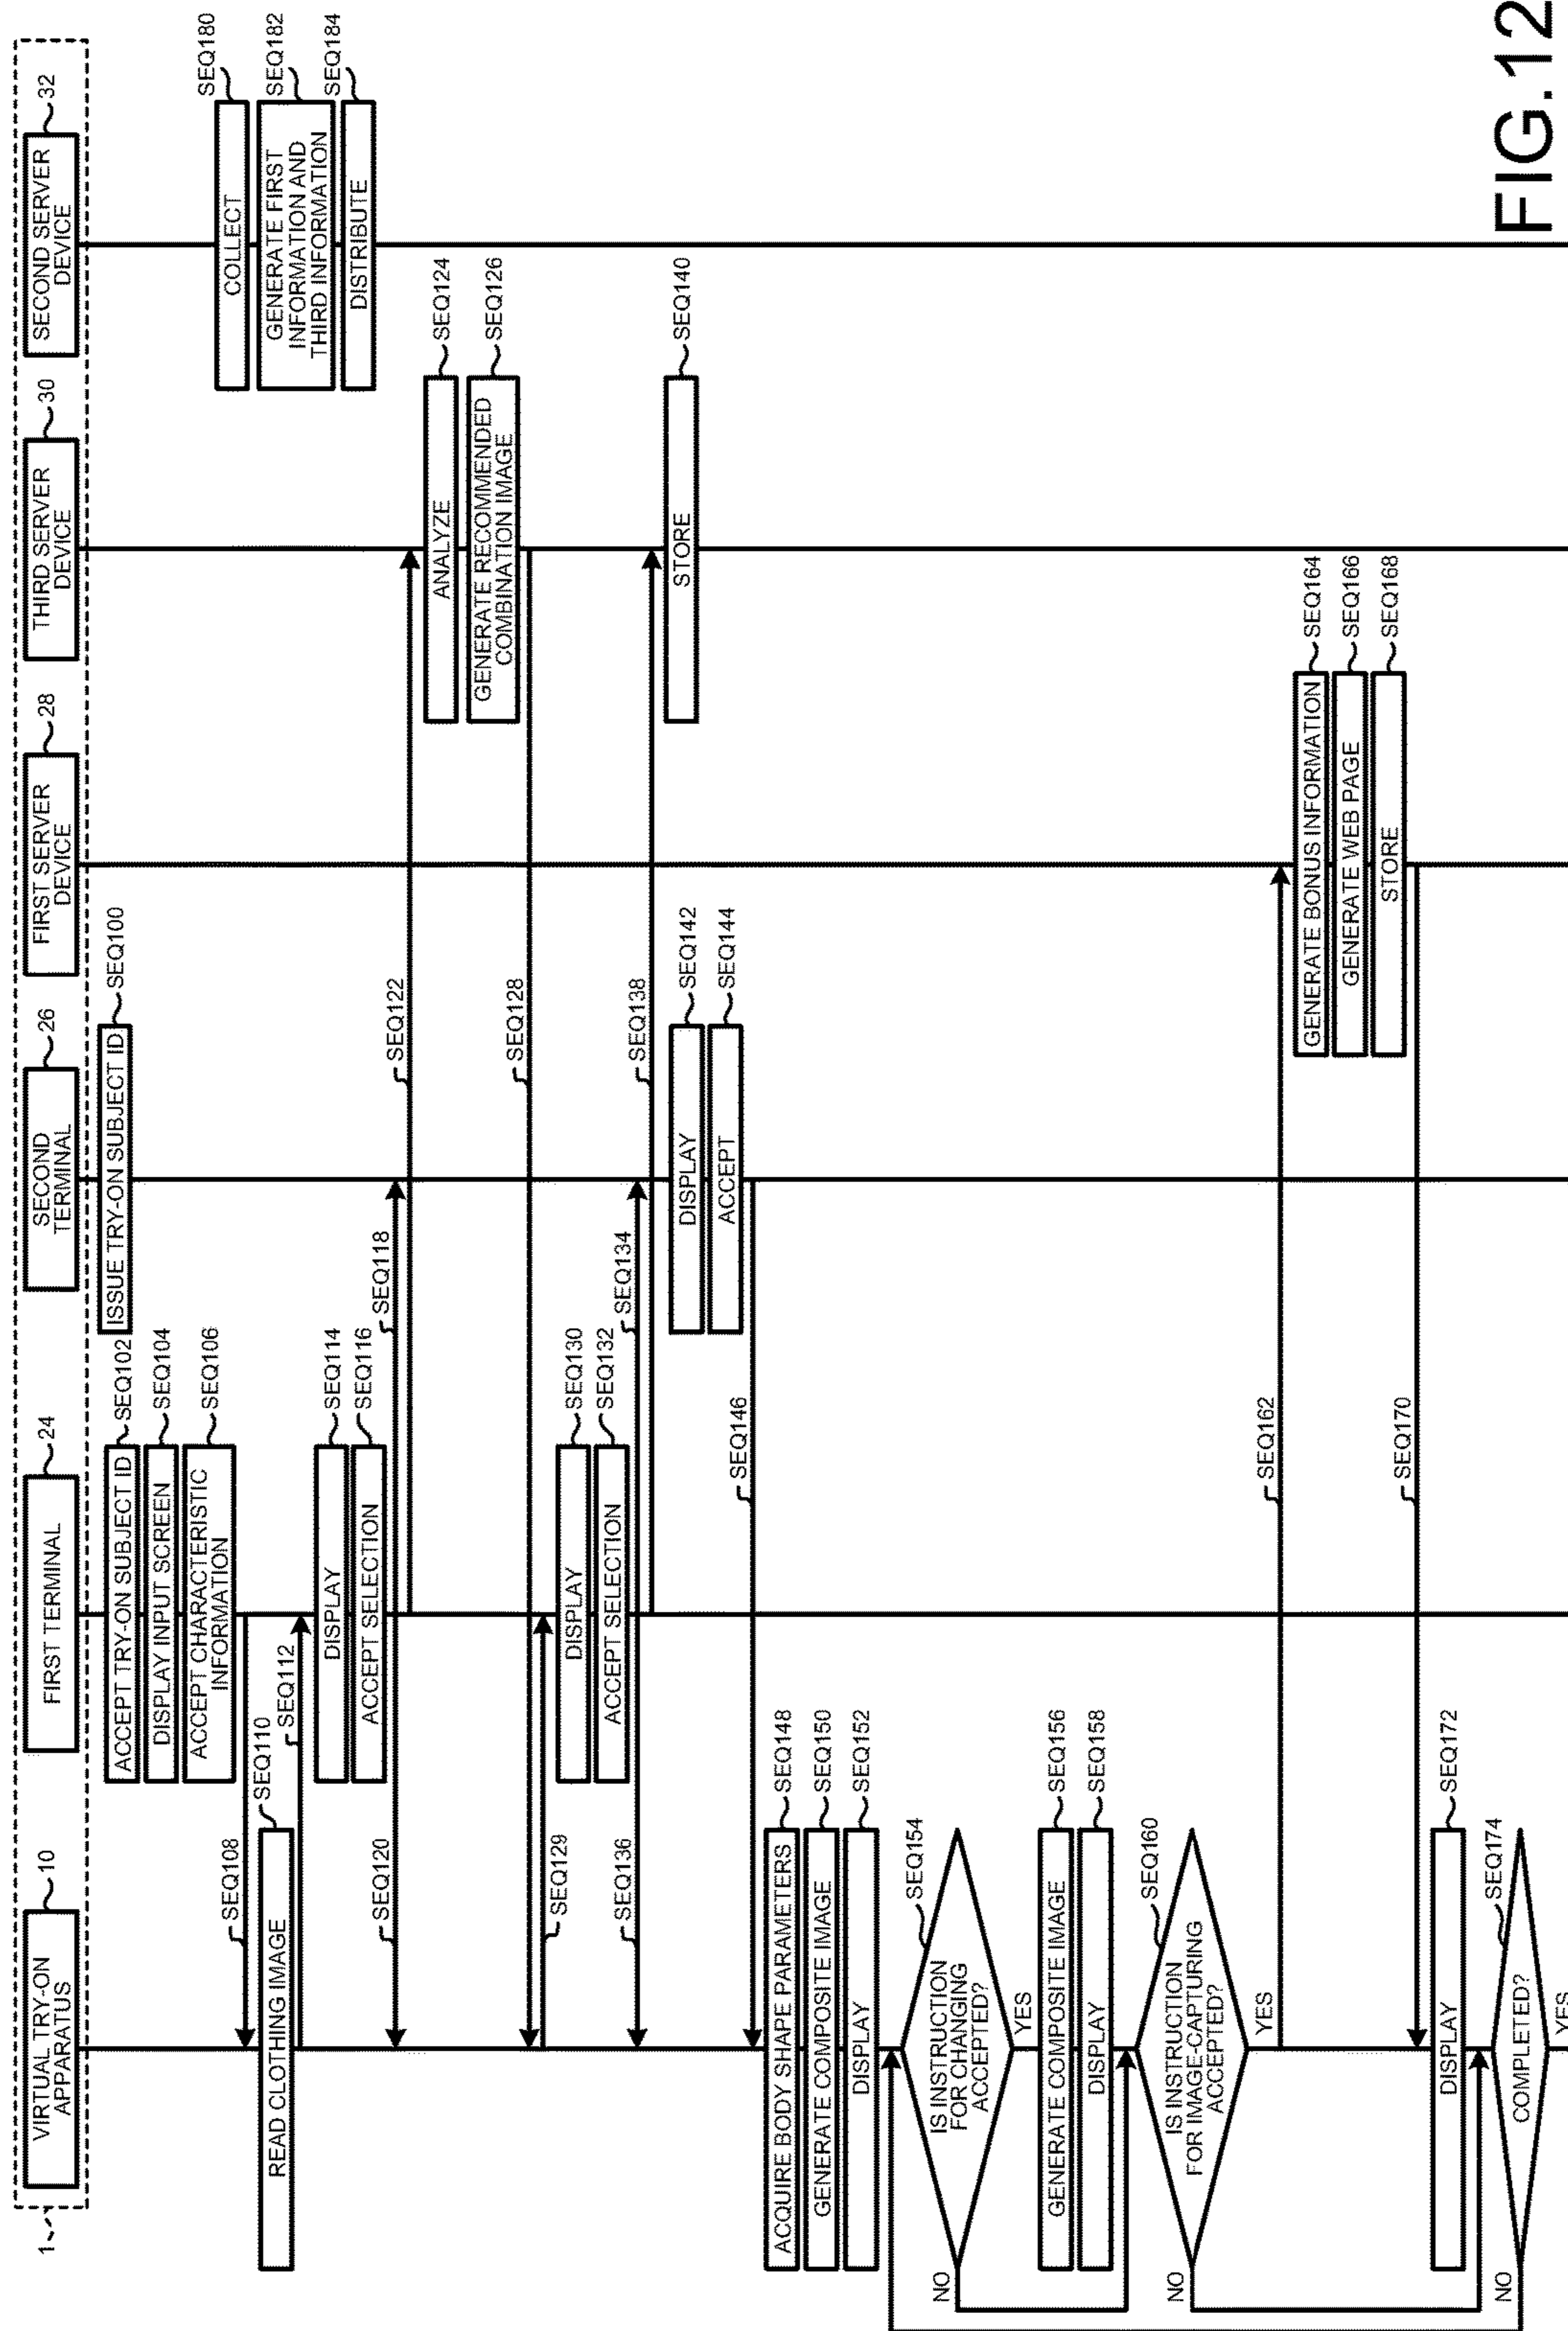 1
VIRTUAL TRY-ON
APPARATUS
10
FIRST TERMINAL
24
SECOND
TERMINAL
26
FIRST SERVER
DEVICE
28
THIRD SERVER
DEVICE
30
SECOND SERVER
DEVICE
32
ISSUE TRY-ON SUBJECT ID
SEQ100
ACCEPT TRY-ON SUBJECT ID
SEQ102
DISPLAY INPUT SCREEN
SEQ104
ACCEPT CHARACTERISTIC
INFORMATION
SEQ106
SEQ108
READ CLOTHING IMAGE
SEQ110
SEQ112
COLLECT
SEQ180
GENERATE FIRST
INFORMATION AND
THIRD INFORMATION
SEQ182
DISTRIBUTE
SEQ184
DISPLAY
SEQ114
ACCEPT SELECTION
SEQ116
SEQ120
SEQ118
SEQ122
ANALYZE
SEQ124
GENERATE RECOMMENDED
COMBINATION IMAGE
SEQ126
SEQ128
SEQ129
DISPLAY
SEQ130
ACCEPT SELECTION
SEQ132
SEQ136
SEQ134
SEQ138
STORE
SEQ140
DISPLAY
SEQ142
ACCEPT
SEQ144
SEQ146
ACQUIRE BODY SHAPE PARAMETERS
SEQ148
GENERATE COMPOSITE IMAGE
SEQ150
DISPLAY
SEQ152
IS INSTRUCTION
FOR CHANGING
ACCEPTED?
SEQ154
NO
YES
GENERATE COMPOSITE IMAGE
SEQ156
DISPLAY
SEQ158
IS INSTRUCTION
FOR IMAGE-CAPTURING
ACCEPTED?
SEQ160
NO
YES
SEQ162
GENERATE BONUS INFORMATION
SEQ164
GENERATE WEB PAGE
SEQ166
STORE
SEQ168
SEQ170
DISPLAY
SEQ172
COMPLETED?
SEQ174
NO
YES
FIG.12